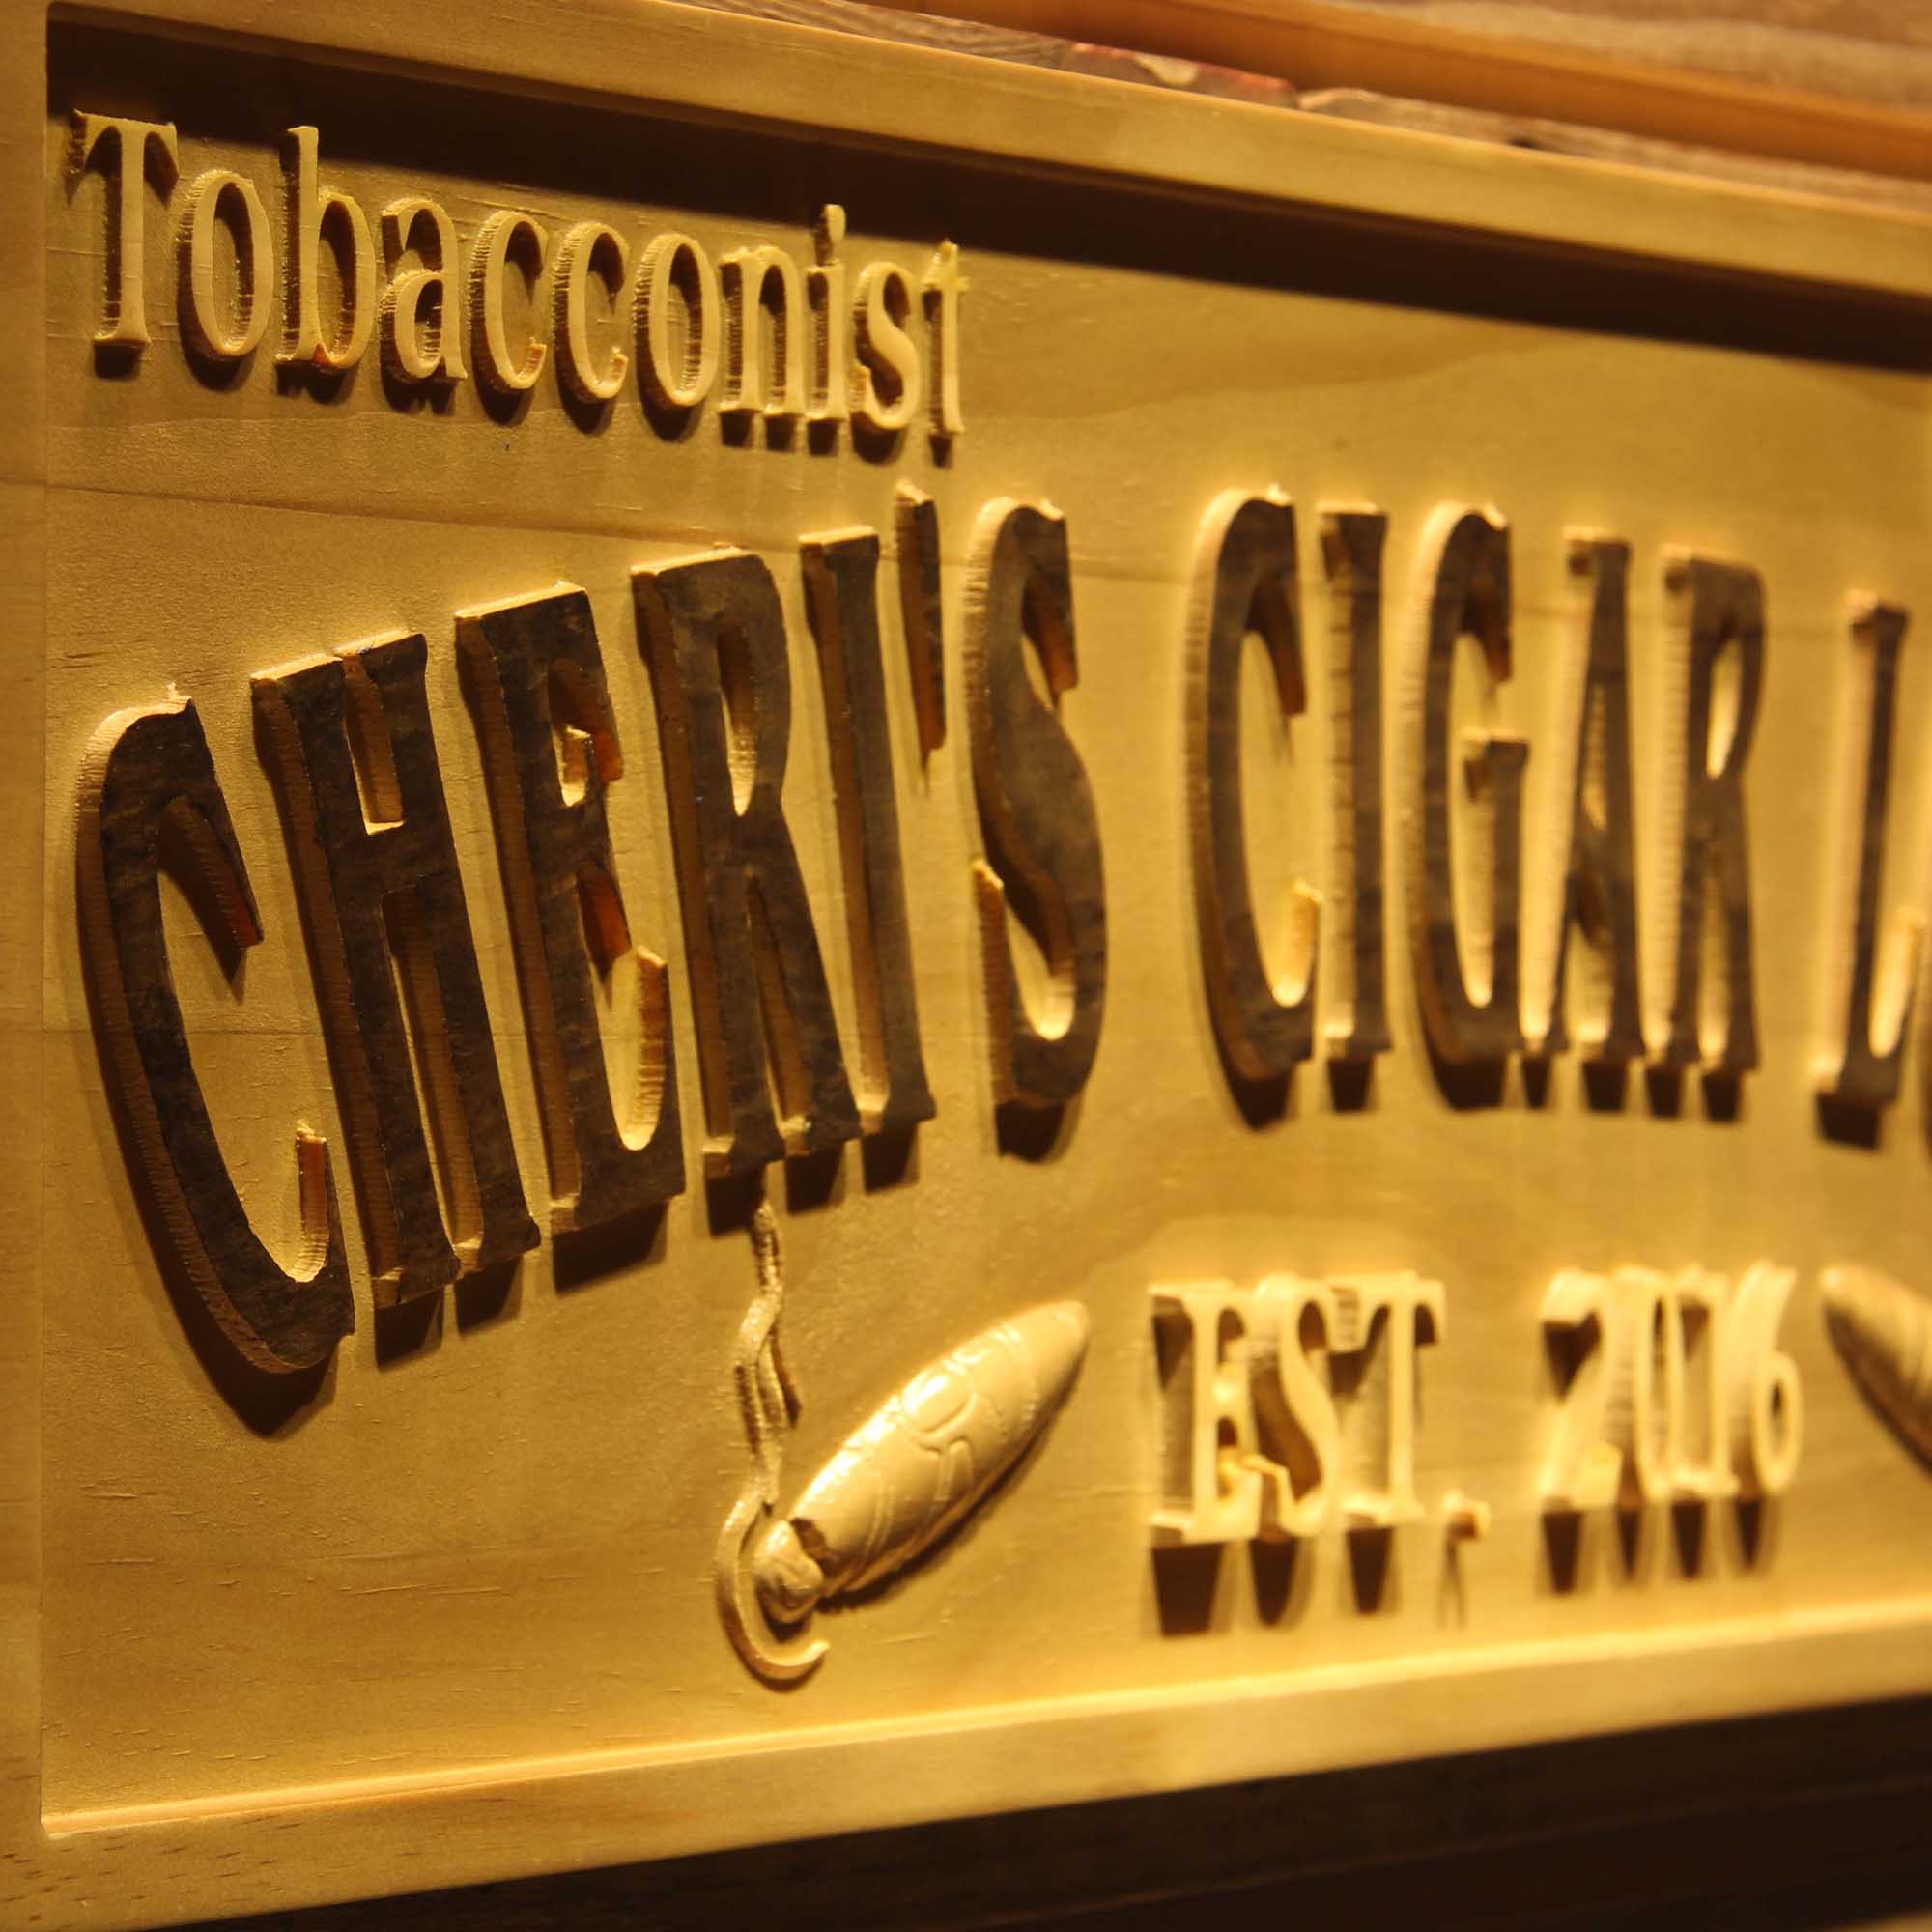 Tobacconist
CHERI'S CIGAR L
EST. 2016